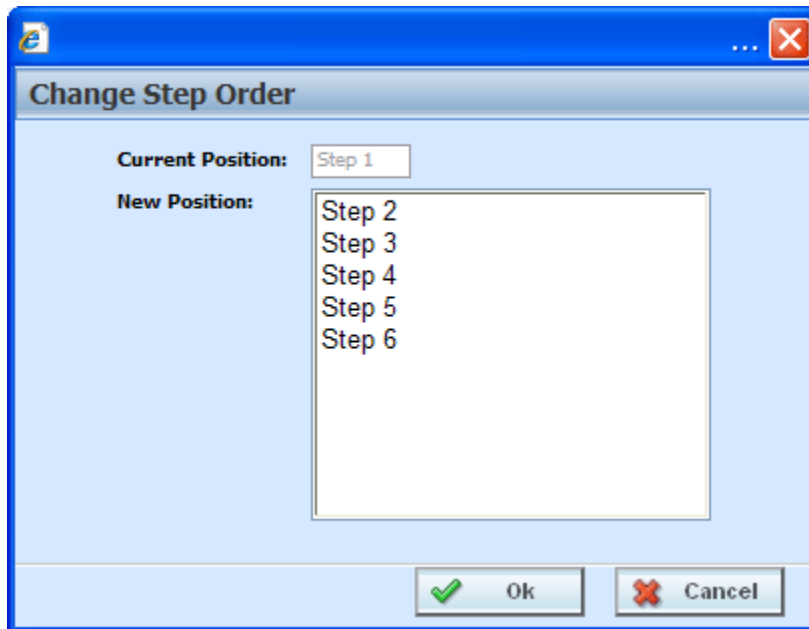 ...
Change Step Order
Current Position: Step 1
New Position:
Step 2
Step 3
Step 4
Step 5
Step 6
Ok Cancel